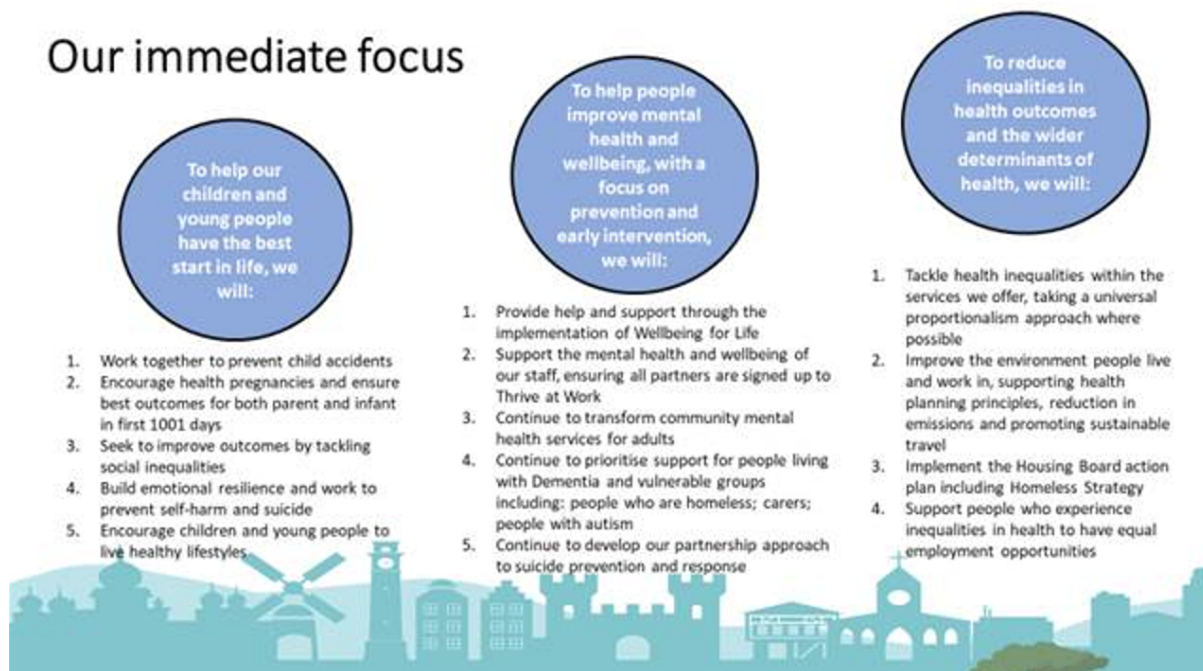 Our immediate focus
To help our
children and
young people
have the best
start in life, we
will:
1. Work together to prevent child accidents
2. Encourage health pregnancies and ensure
best outcomes for both parent and infant
in first 1001 days
3. Seek to improve outcomes by tackling
social inequalities
4. Build emotional resilience and work to
prevent self-harm and suicide
5. Encourage children and young people to
live healthy lifestyles
To help people
improve mental
health and
wellbeing, with a
focus on
prevention and
early intervention,
we will:
1. Provide help and support through the
implementation of Wellbeing for Life
2. Support the mental health and wellbeing of
our staff, ensuring all partners are signed up to
Thrive at Work
3. Continue to transform community mental
health services for adults
4. Continue to prioritise support for people living
with Dementia and vulnerable groups
including: people who are homeless; carers;
people with autism
5. Continue to develop our partnership approach
to suicide prevention and response
To reduce
inequalities in
health outcomes
and the wider
determinants of
health, we will:
1. Tackle health inequalities within the
services we offer, taking a universal
proportionalism approach where
possible
2. Improve the environment people live
and work in, supporting health
planning principles, reduction in
emissions and promoting sustainable
travel
3. Implement the Housing Board action
plan including Homeless Strategy
4. Support people who experience
inequalities in health to have equal
employment opportunities